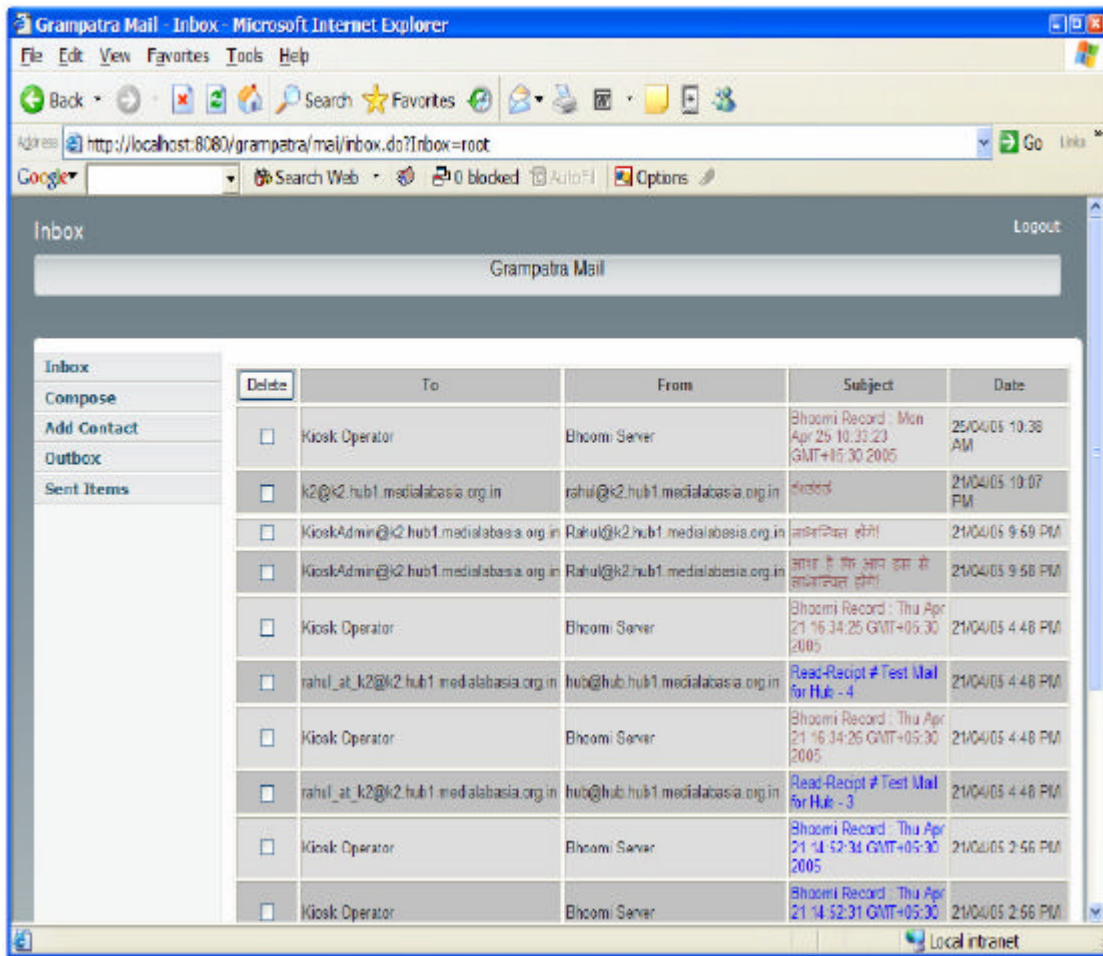 Grampatra Mail - Inbox - Microsoft Internet Explorer
File Edit View Favorites Tools Help
Back Search Favorites
Address http://localhost:8080/grampatra/mail/inbox.do?Inbox=root Go Links
Google Search Web 0 blocked AutoFill Options
Inbox Logout
Grampatra Mail
Inbox
Compose
Add Contact
Outbox
Sent Items
Delete To From Subject Date
Kiosk Operator Bhoomi Server Bhoomi Record : Mon
Apr 25 10:33:23
GMT+05:30 2005
25/04/05 10:38
AM
k2@k2.hub1.medialabasia.org.in rahul@k2.hub1.medialabasia.org.in 21/04/05 10:07
PM
KioskAdmin@k2.hub1.medialabasia.org.in Rahul@k2.hub1.medialabasia.org.in लाभान्वित होंगे! 21/04/05 9:59 PM
KioskAdmin@k2.hub1.medialabasia.org.in Rahul@k2.hub1.medialabasia.org.in आशा है कि आप इस से
लाभान्वित होंगे!
21/04/05 9:58 PM
Kiosk Operator Bhoomi Server Bhoomi Record : Thu Apr
21 16:34:25 GMT+05:30
2005
21/04/05 4:48 PM
rahul_at_k2@k2.hub1.medialabasia.org.in hub@hub.hub1.medialabasia.org.in Read-Recipt # Test Mail
for Hub - 4
21/04/05 4:48 PM
Kiosk Operator Bhoomi Server Bhoomi Record : Thu Apr
21 16:34:26 GMT+05:30
2005
21/04/05 4:48 PM
rahul_at_k2@k2.hub1.medialabasia.org.in hub@hub.hub1.medialabasia.org.in Read-Recipt # Test Mail
for Hub - 3
21/04/05 4:48 PM
Kiosk Operator Bhoomi Server Bhoomi Record : Thu Apr
21 14:52:34 GMT+05:30
2005
21/04/05 2:56 PM
Kiosk Operator Bhoomi Server Bhoomi Record : Thu Apr
21 14:52:31 GMT+05:30
21/04/05 2:56 PM
Local intranet